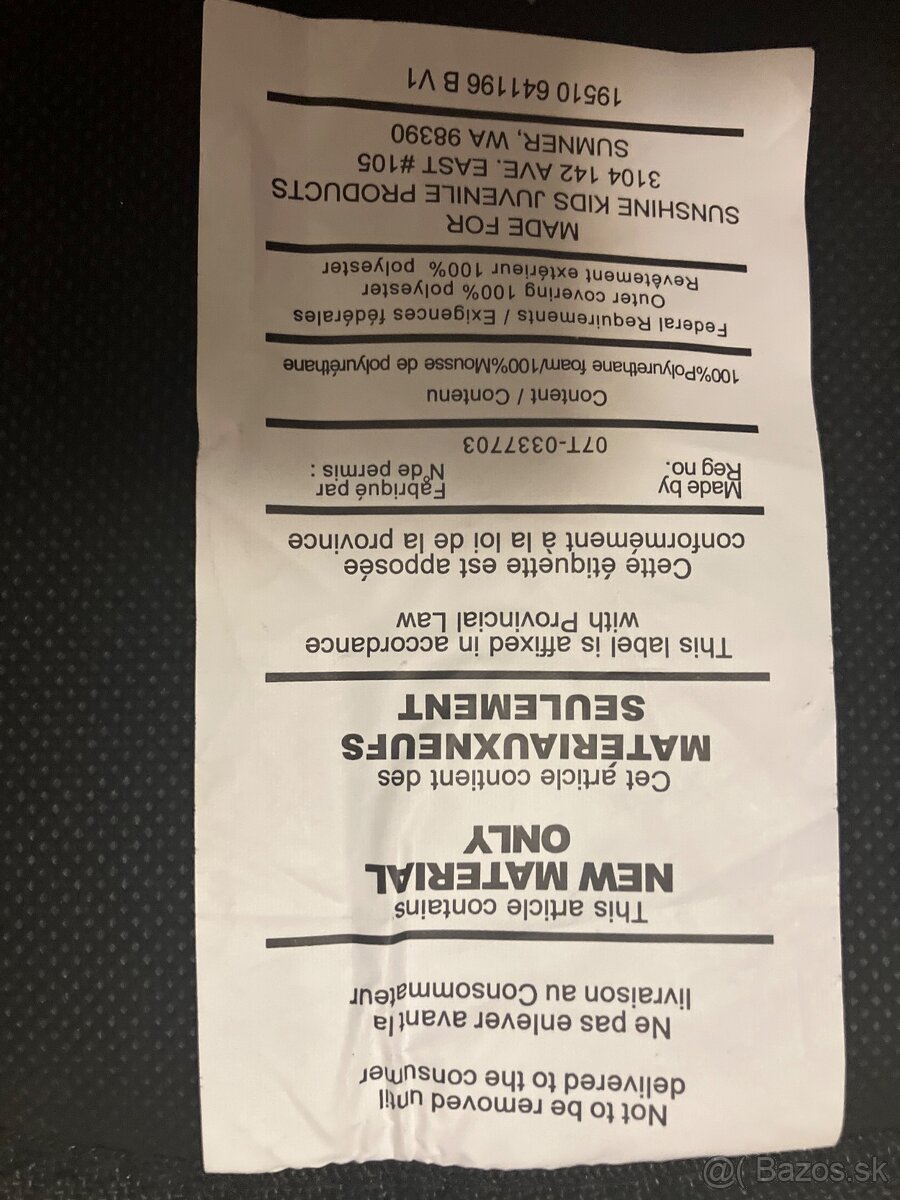 Not to be removed until
delivered to the consumer
Ne pas enlever avant la
livraison au Consommateur
This article contains
NEW MATERIAL
ONLY
Cet article contient des
MATÉRIAUXNEUFS
SEULEMENT
This label is affixed in accordance
with Provincial Law
Cette étiquette est apposée
conformément à la loi de la province
Made by Fabriqué par
Reg no. N°de permis :
07T-0337703
Content / Contenu
100%Polyurethane foam/100%Mousse de polyuréthane
Federal Requirements / Exigences fédérales
Outer covering 100% polyester
Revêtement extérieur 100% polyester
MADE FOR
SUNSHINE KIDS JUVENILE PRODUCTS
3104 142 AVE. EAST #105
SUMNER, WA 98390
19510 641196 B V1
@( Bazos.sk